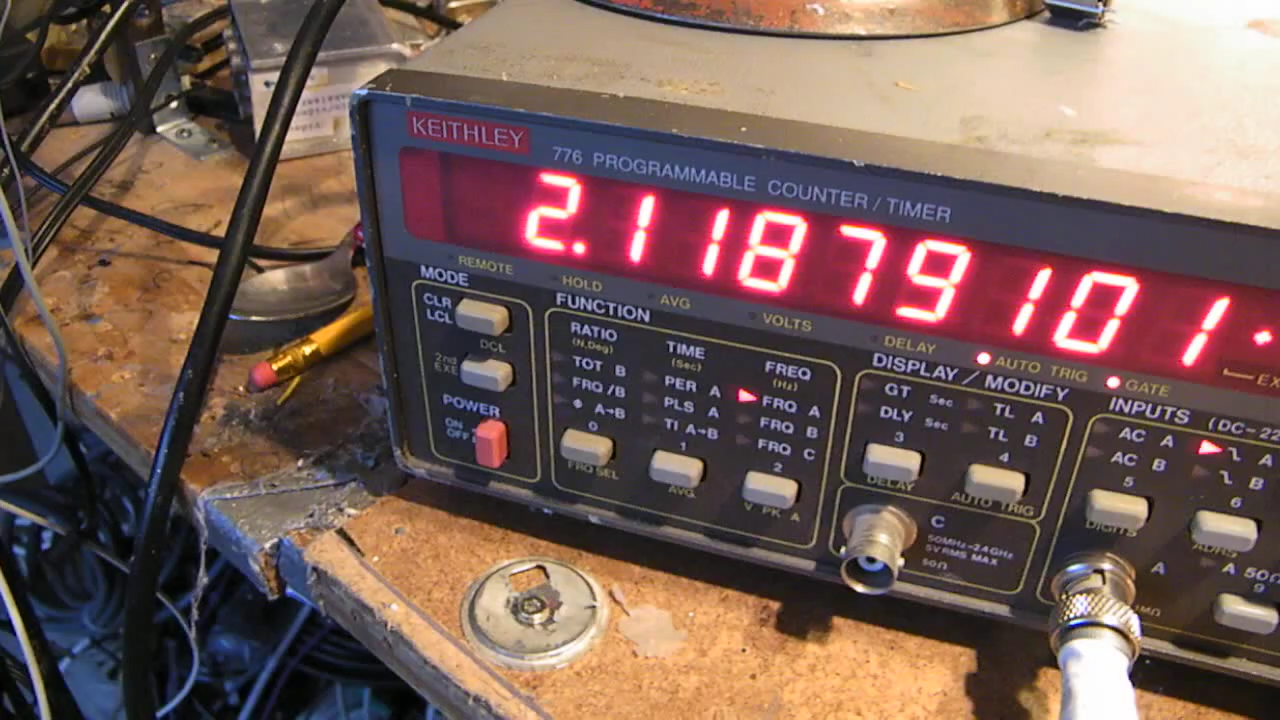 KEITHLEY
776 PROGRAMMABLE COUNTER / TIMER
2.11879101
REMOTE
HOLD
AVG
VOLTS
DELAY
AUTO TRIG
GATE
MODE
CLR
LCL
DCL
2nd
EXE
POWER
ON
OFF
FUNCTION
RATIO
(N,Deg)
TOT B
FRQ /B
Φ A→B
0
FRQ SEL
TIME
(Sec)
PER A
PLS A
TI A→B
1
AVG
FREQ
(Hz)
FRQ A
FRQ B
FRQ C
2
V PK A
DISPLAY / MODIFY
GT Sec
DLY Sec
3
DELAY
TL A
TL B
4
AUTO TRIG
C
50MHz-2.4GHz
5V RMS MAX
50Ω
INPUTS
AC A
AC B
5
DIGITS
A
B
6
ADRS
A
A 50Ω
9
1MΩ